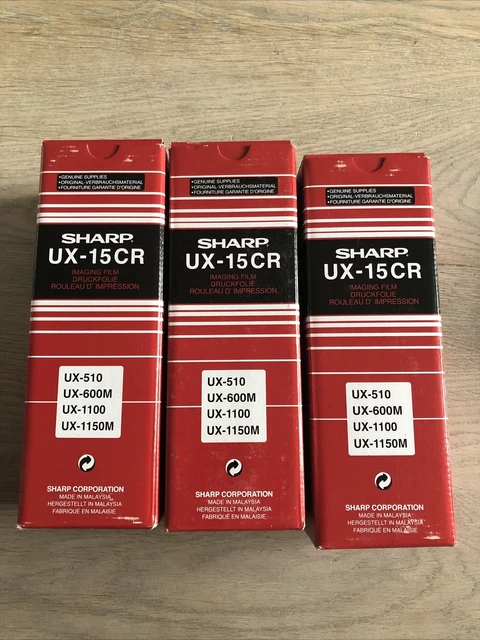 •GENUINE SUPPLIES
•ORIGINAL-VERBRAUCHSMATERIAL
•FOURNITURE GARANTIE D'ORIGINE
SHARP
UX-15CR
IMAGING FILM
DRUCKFOLIE
ROULEAU D' IMPRESSION
UX-510
UX-600M
UX-1100
UX-1150M
SHARP CORPORATION
MADE IN MALAYSIA
HERGESTELLT IN MALAYSIA
FABRIQUÉ EN MALAISIE
•GENUINE SUPPLIES
•ORIGINAL-VERBRAUCHSMATERIAL
•FOURNITURE GARANTIE D'ORIGINE
SHARP
UX-15CR
IMAGING FILM
DRUCKFOLIE
ROULEAU D' IMPRESSION
UX-510
UX-600M
UX-1100
UX-1150M
SHARP CORPORATION
MADE IN MALAYSIA
HERGESTELLT IN MALAYSIA
FABRIQUÉ EN MALAISIE
•GENUINE SUPPLIES
•ORIGINAL-VERBRAUCHSMATERIAL
•FOURNITURE GARANTIE D'ORIGINE
SHARP
UX-15CR
IMAGING FILM
DRUCKFOLIE
ROULEAU D' IMPRESSION
UX-510
UX-600M
UX-1100
UX-1150M
SHARP CORPORATION
MADE IN MALAYSIA
HERGESTELLT IN MALAYSIA
FABRIQUÉ EN MALAISIE